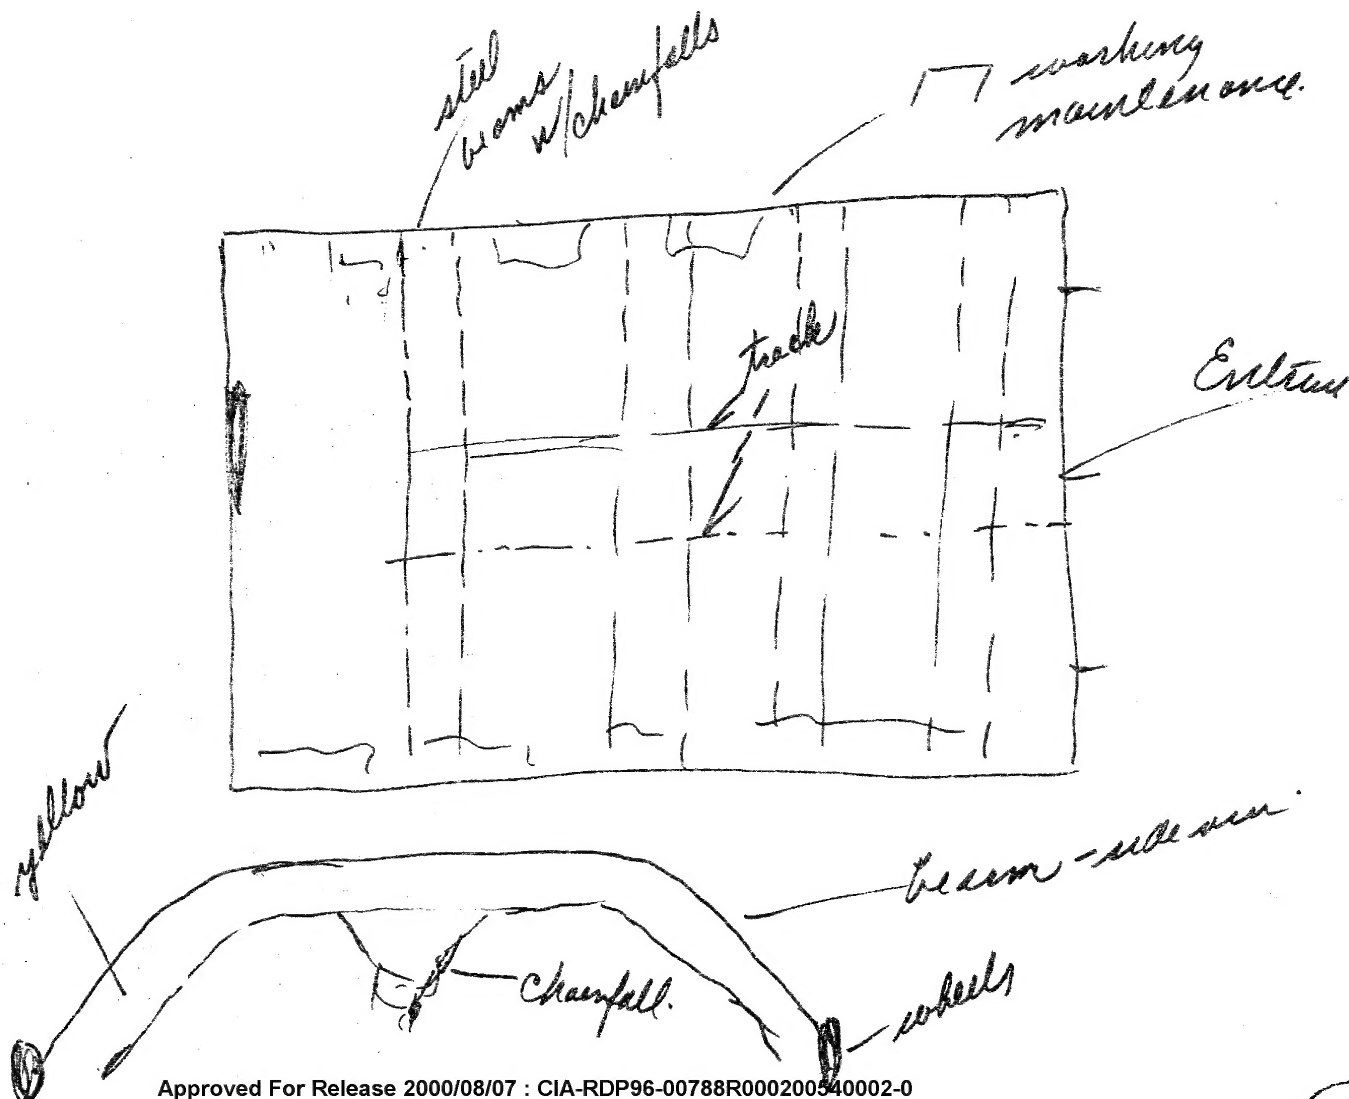 steel
beams
w/chainfalls
working
maintenance.
track
Entrance
yellow
beam - side view
chainfall.
wheels
Approved For Release 2000/08/07 : CIA-RDP96-00788R000200540002-0